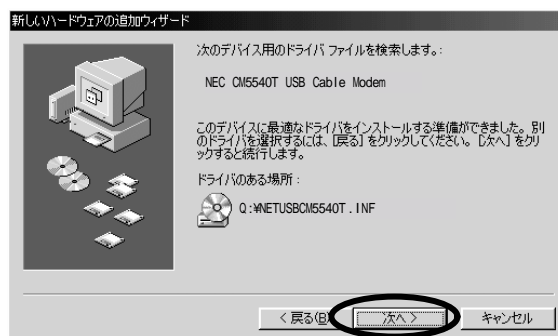 新しいハードウェアの追加ウィザード
次のデバイス用のドライバ ファイルを検索します。:
NEC CM5540T USB Cable Modem
このデバイスに最適なドライバをインストールする準備ができました。別
のドライバを選択するには、[戻る] をクリックしてください。[次へ] をクリ
ックすると続行します。
ドライバのある場所:
Q:¥NETUSBCM5540T.INF
< 戻る(B) 次へ > キャンセル